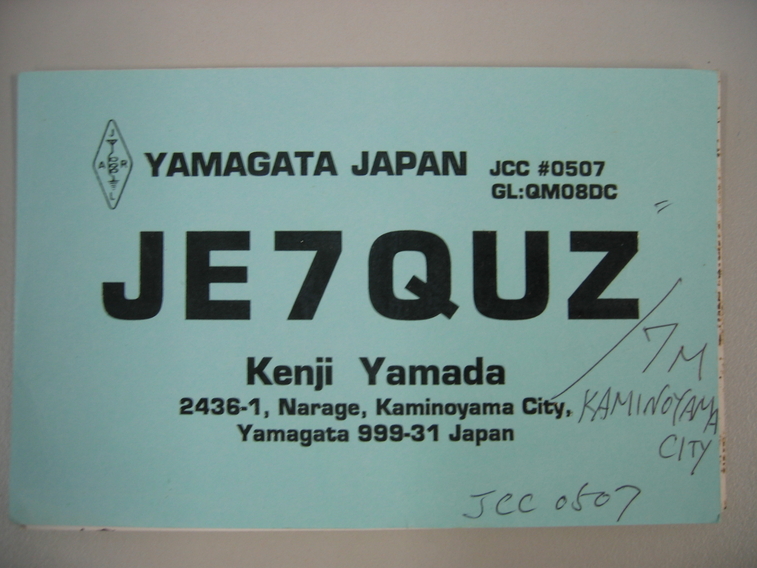 J
A R
L
YAMAGATA JAPAN JCC #0507
GL:QM08DC
JE7QUZ
/7M
Kenji Yamada
2436-1, Narage, Kaminoyama City, KAMINOYAMA
Yamagata 999-31 Japan CITY
JCC 0507